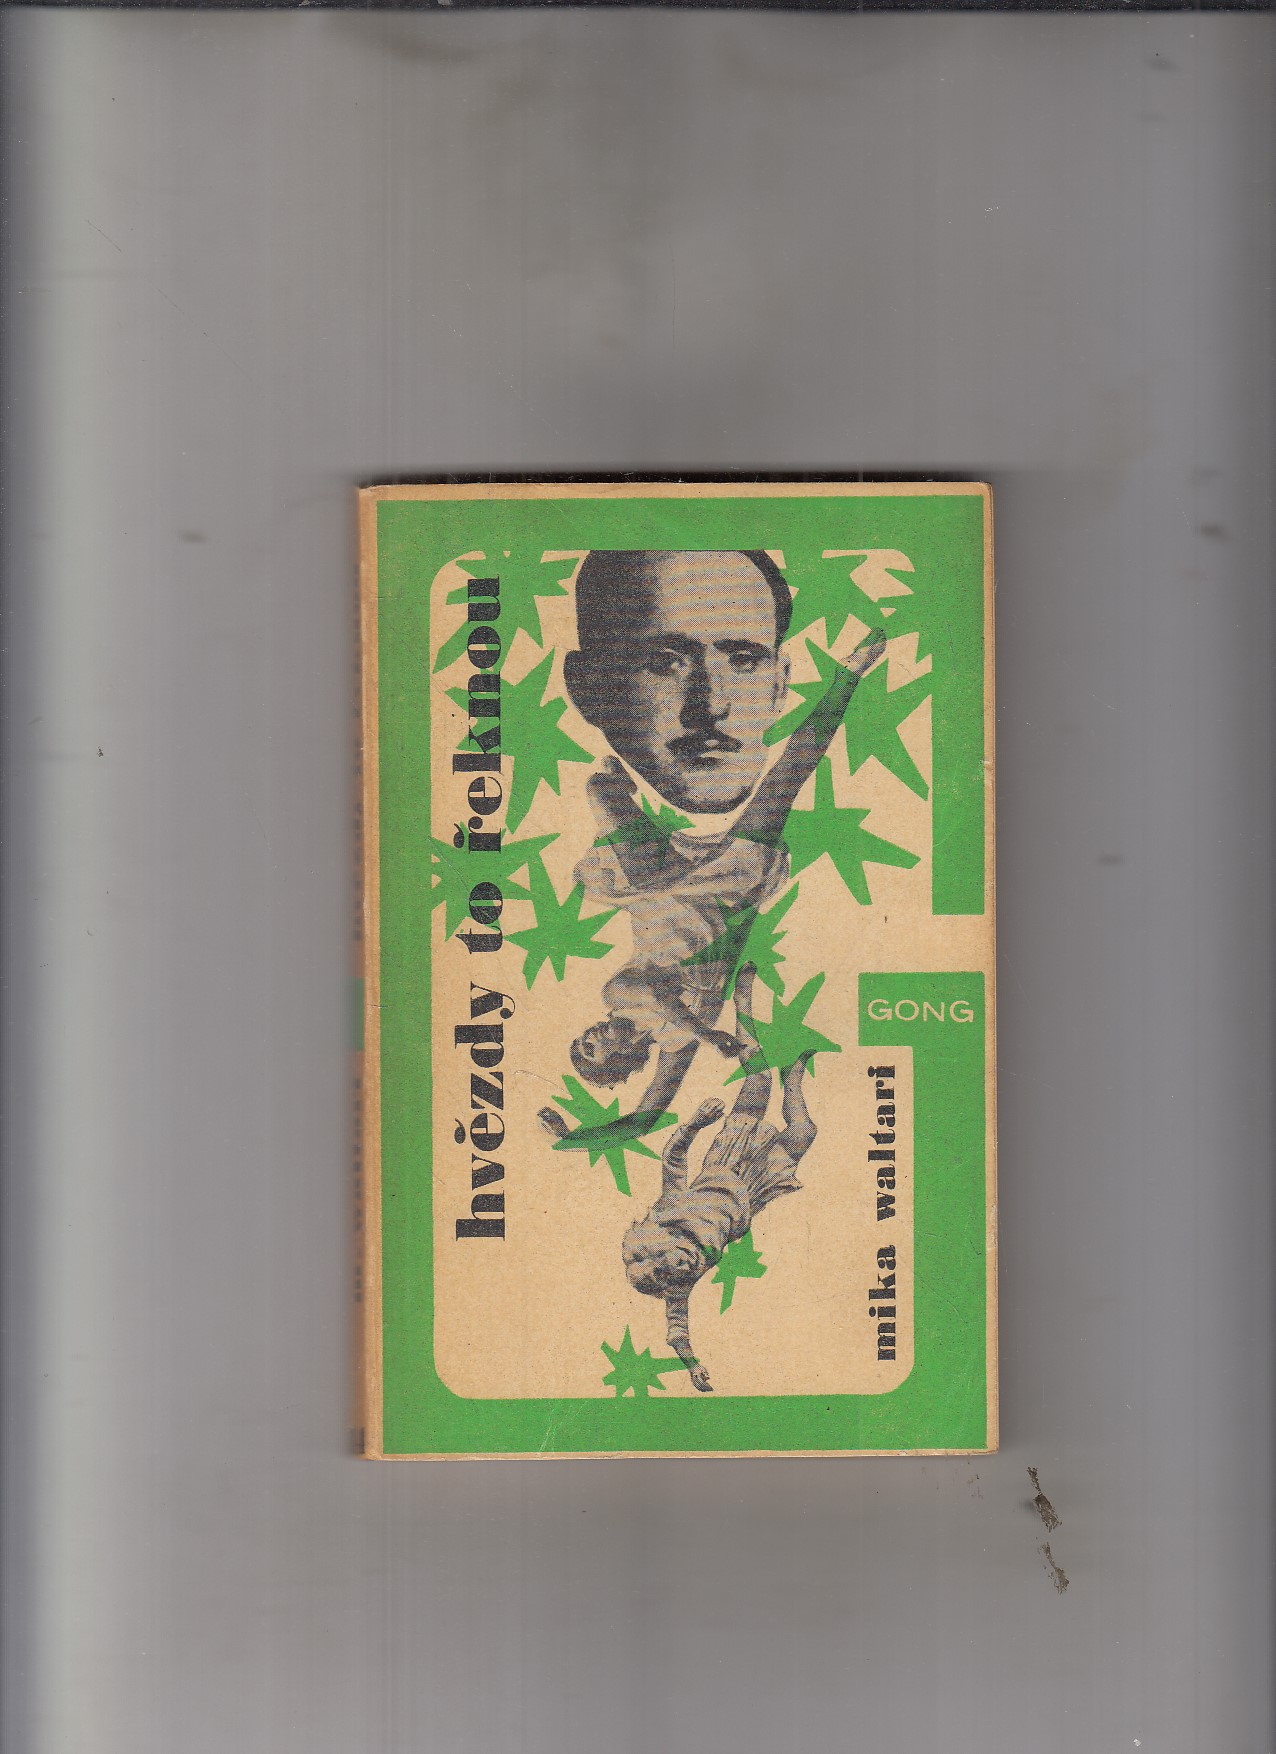 hvězdy to řeknou
GONG
mika waltari